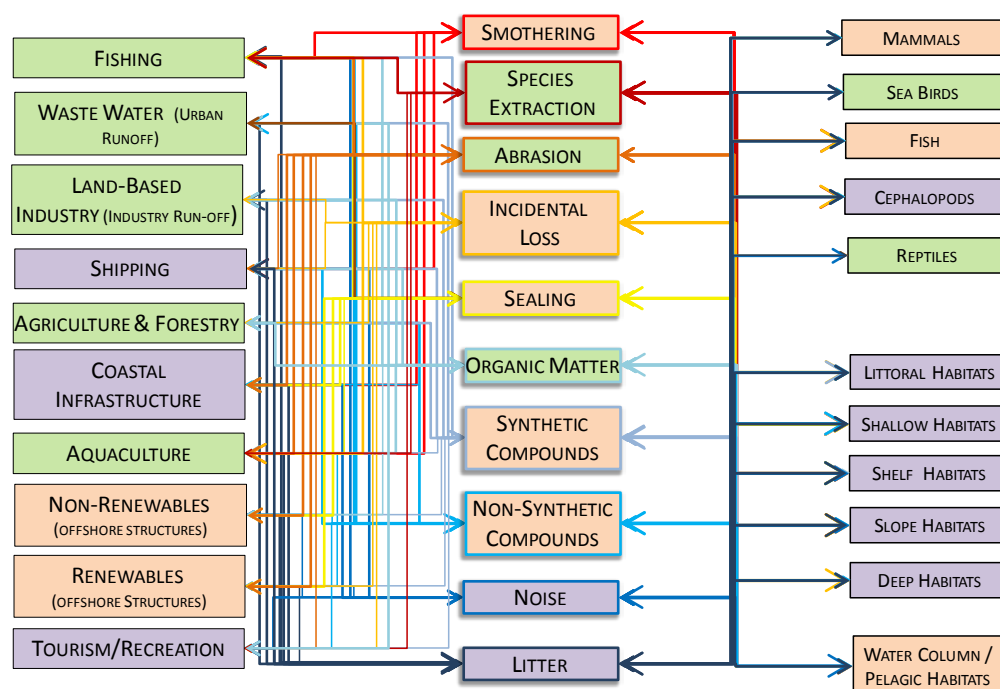 FISHING
WASTE WATER (URBAN
RUNOFF)
LAND-BASED
INDUSTRY (INDUSTRY RUN-OFF)
SHIPPING
AGRICULTURE & FORESTRY
COASTAL
INFRASTRUCTURE
AQUACULTURE
NON-RENEWABLES
(OFFSHORE STRUCTURES)
RENEWABLES
(OFFSHORE STRUCTURES)
TOURISM/RECREATION
SMOTHERING
SPECIES
EXTRACTION
ABRASION
INCIDENTAL
LOSS
SEALING
ORGANIC MATTER
SYNTHETIC
COMPOUNDS
NON-SYNTHETIC
COMPOUNDS
NOISE
LITTER
MAMMALS
SEA BIRDS
FISH
CEPHALOPODS
REPTILES
LITTORAL HABITATS
SHALLOW HABITATS
SHELF HABITATS
SLOPE HABITATS
DEEP HABITATS
WATER COLUMN /
PELAGIC HABITATS